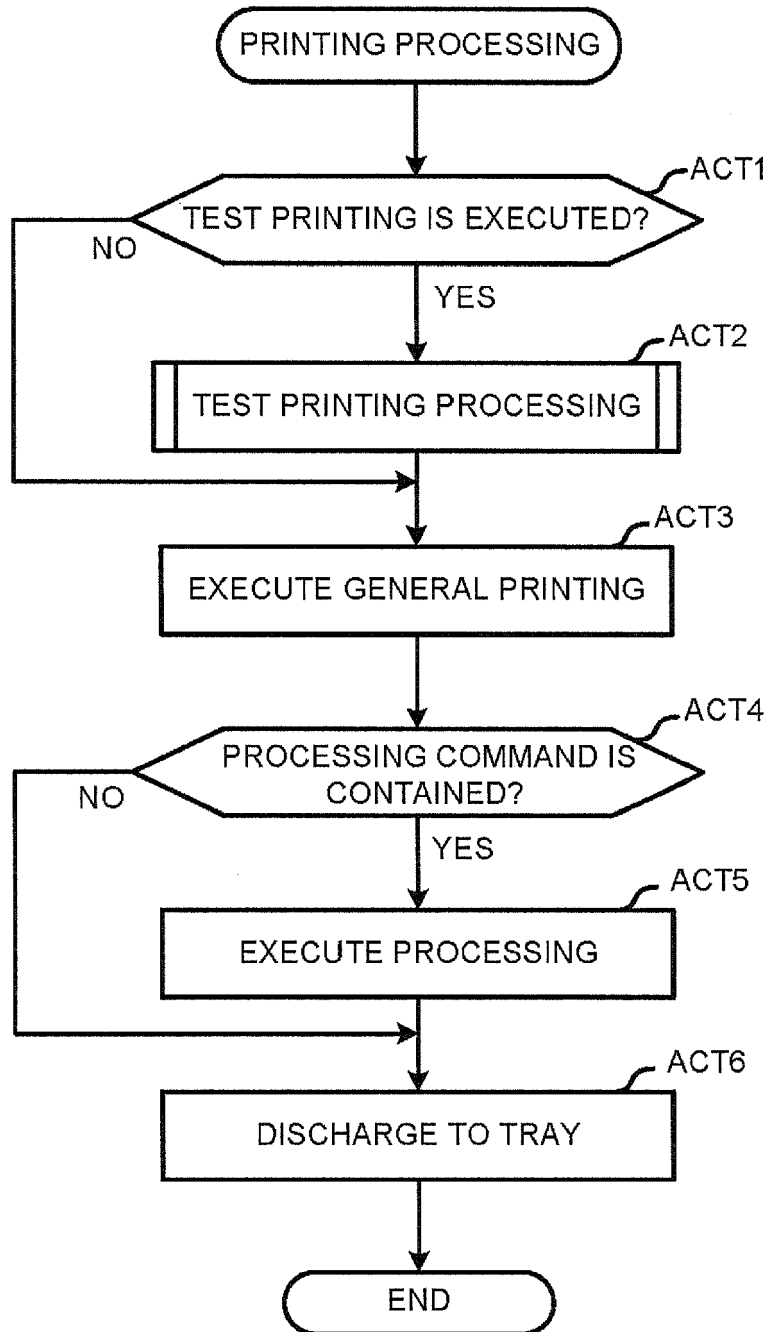 PRINTING PROCESSING
ACT1
TEST PRINTING IS EXECUTED?
NO
YES
ACT2
TEST PRINTING PROCESSING
ACT3
EXECUTE GENERAL PRINTING
ACT4
PROCESSING COMMAND IS
CONTAINED?
NO
YES
ACT5
EXECUTE PROCESSING
ACT6
DISCHARGE TO TRAY
END